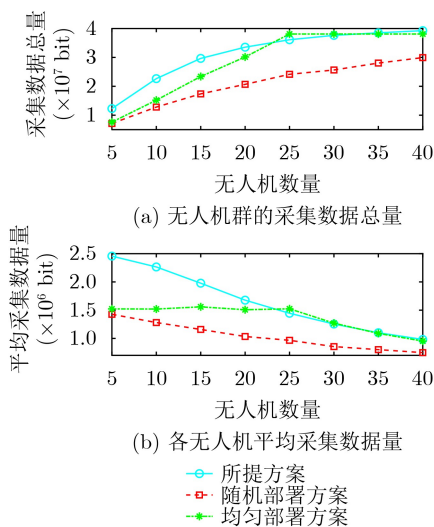 采集数据总量
(×10⁷ bit)
4
3
2
1
5 10 15 20 25 30 35 40
无人机数量
(a) 无人机群的采集数据总量
平均采集数据量
(×10⁶ bit)
2.5
2.0
1.5
1.0
5 10 15 20 25 30 35 40
无人机数量
(b) 各无人机平均采集数据量
所提方案
随机部署方案
均匀部署方案